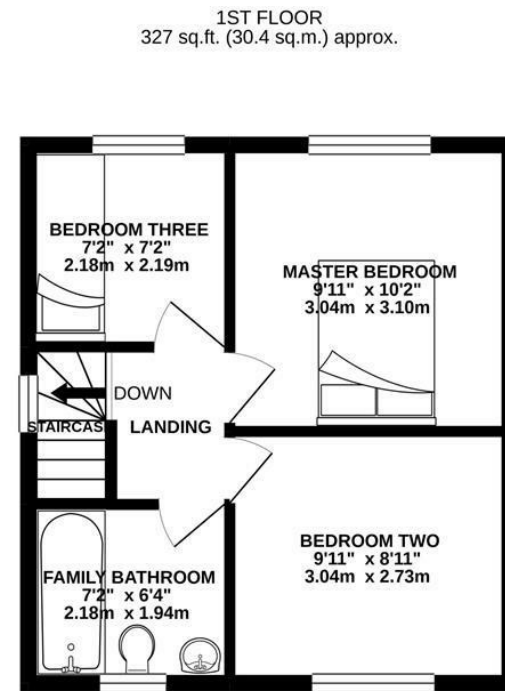 1ST FLOOR
327 sq.ft. (30.4 sq.m.) approx.
BEDROOM THREE
7'2" x 7'2"
2.18m x 2.19m
MASTER BEDROOM
9'11" x 10'2"
3.04m x 3.10m
DOWN
STAIRCAS
LANDING
BEDROOM TWO
9'11" x 8'11"
3.04m x 2.73m
FAMILY BATHROOM
7'2" x 6'4"
2.18m x 1.94m